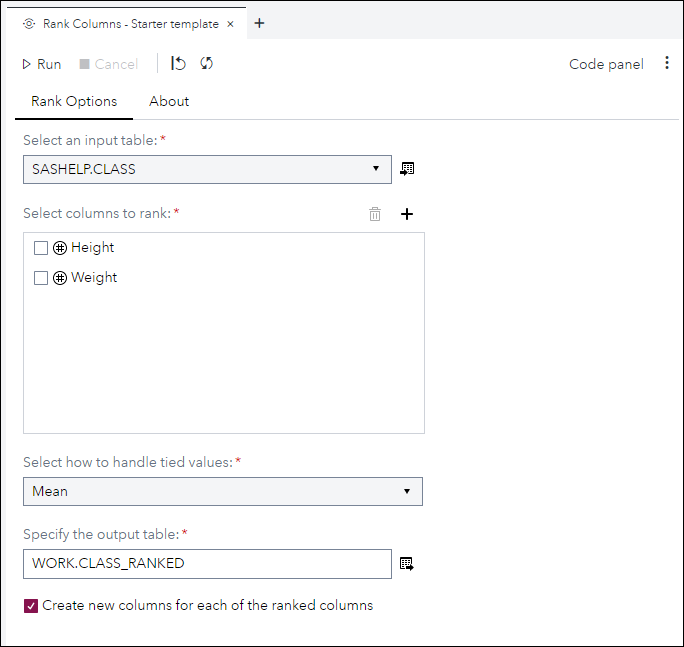 Rank Columns - Starter template × +
Run Cancel Code panel
Rank Options About
Select an input table:*
SASHELP.CLASS
Select columns to rank:*
Height
Weight
Select how to handle tied values:*
Mean
Specify the output table:*
WORK.CLASS_RANKED
Create new columns for each of the ranked columns